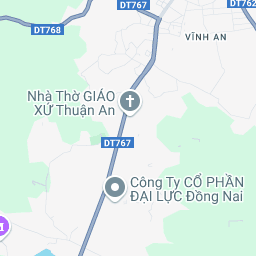 DT767
DT762
DT768
VĨNH AN
Nhà Thờ GIÁO
XỨ Thuận An
DT767
Công Ty CỔ PHẦN
ĐẠI LỰC Đồng Nai